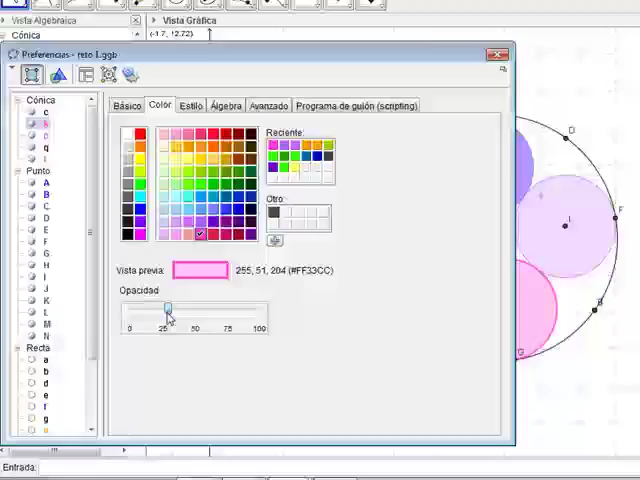 Vista Algebraica
Vista Gráfica
Cónica
(-1.7, 12.72)
Preferencias - reto 1.ggb
Básico Color Estilo Álgebra Avanzado Programa de guión (scripting)
Cónica
c
k
p
q
r
Punto
A
B
C
D
E
F
G
H
I
J
K
L
M
N
Recta
a
b
d
e
f
g
Reciente:
Otro:
Vista previa: 255, 51, 204 (#FF33CC)
Opacidad
0 25 50 75 100
D
F
L
B
G
Entrada: